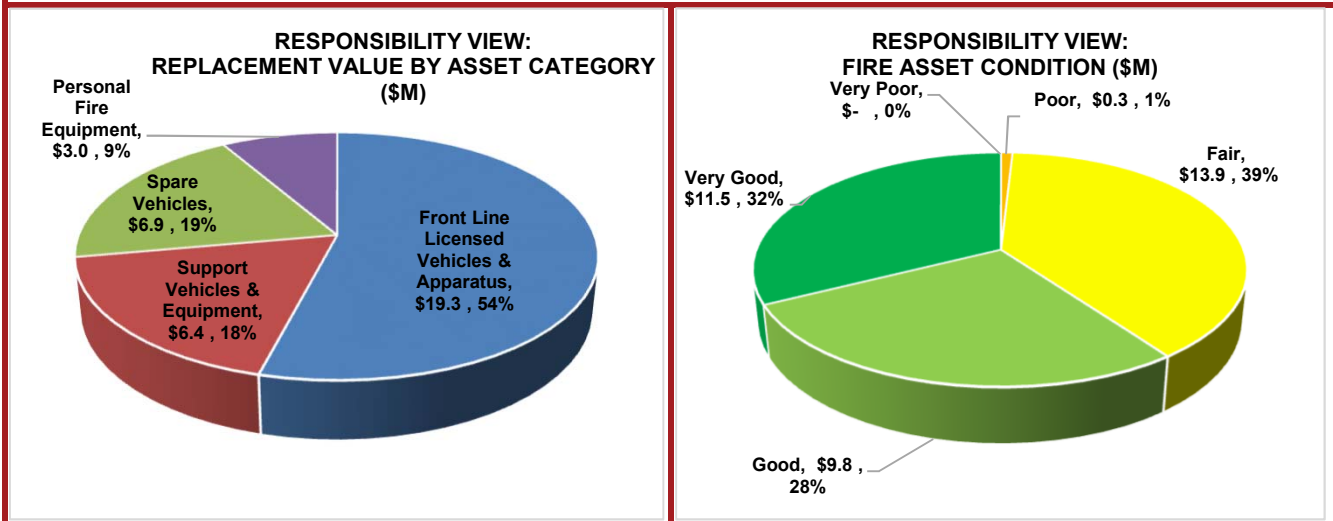 RESPONSIBILITY VIEW:
REPLACEMENT VALUE BY ASSET CATEGORY
($M)
Personal
Fire
Equipment,
$3.0 , 9%
Spare
Vehicles,
$6.9 , 19%
Support
Vehicles &
Equipment,
$6.4 , 18%
Front Line
Licensed
Vehicles &
Apparatus,
$19.3 , 54%
RESPONSIBILITY VIEW:
FIRE ASSET CONDITION ($M)
Very Poor,
$- , 0%
Poor, $0.3 , 1%
Fair,
$13.9 , 39%
Very Good,
$11.5 , 32%
Good, $9.8 ,
28%